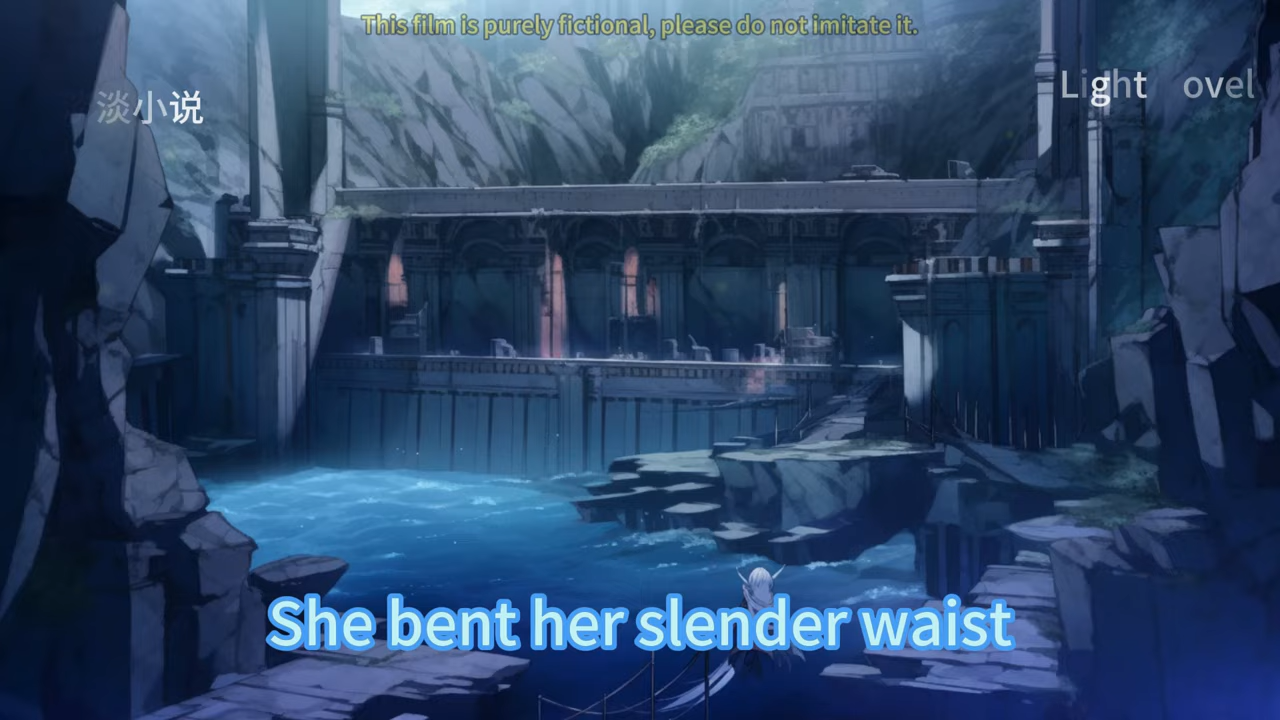 This film is purely fictional, please do not imitate it.
淡小说
Light ovel
She bent her slender waist